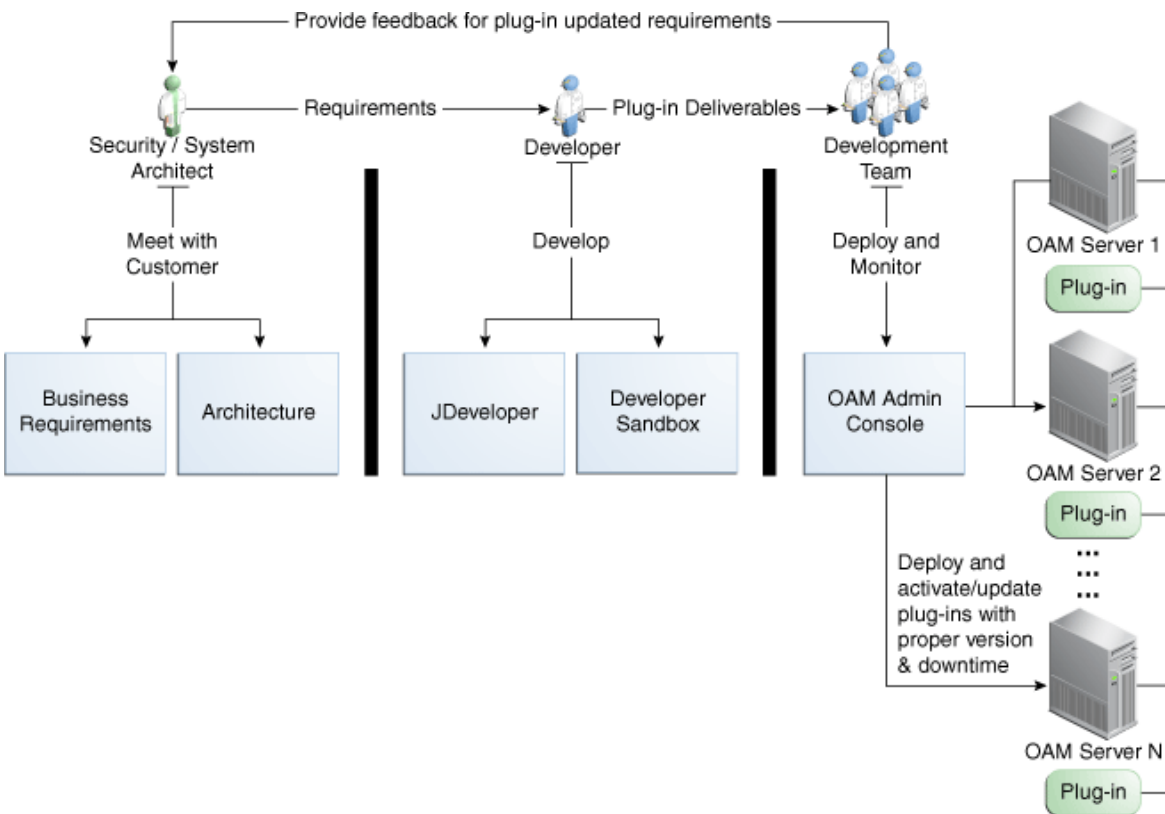 Provide feedback for plug-in updated requirements
Requirements
Plug-in Deliverables
Security / System
Architect
Developer
Development
Team
Meet with
Customer
Develop
Deploy and
Monitor
Business
Requirements
Architecture
JDeveloper
Developer
Sandbox
OAM Admin
Console
OAM Server 1
Plug-in
OAM Server 2
Plug-in
...
...
...
Deploy and
activate/update
plug-ins with
proper version
& downtime
OAM Server N
Plug-in